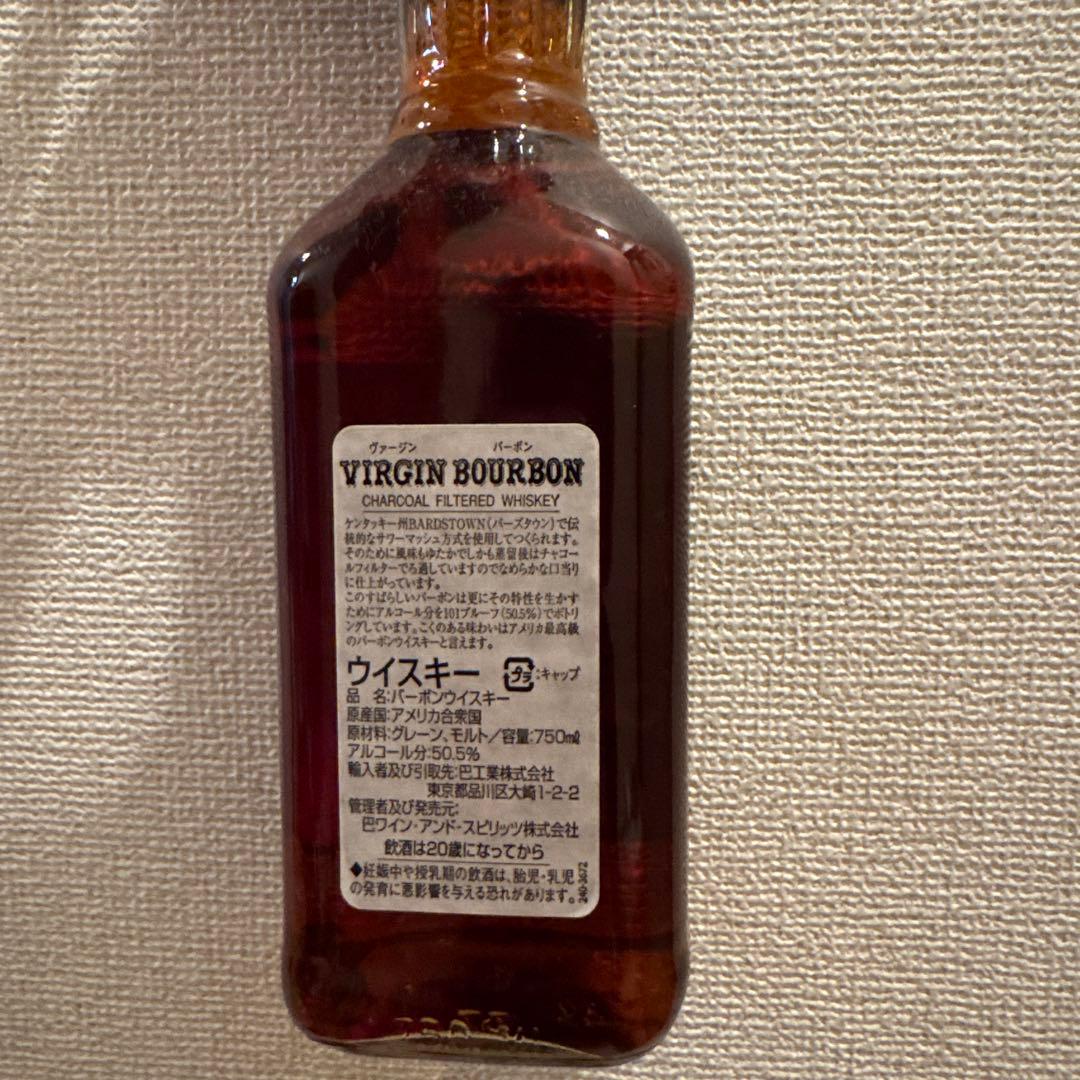 ヴァージン バーボン
VIRGIN BOURBON
CHARCOAL FILTERED WHISKEY
ケンタッキー州BARDSTOWN(バーズタウン)で伝
統的なサワーマッシュ方式を使用してつくられます。
そのために風味もゆたかでしかも蒸留後はチャコー
ルフィルターでろ過していますのでなめらかな口当り
に仕上がっています。
このすばらしいバーボンは更にその特性を生かす
ためにアルコール分を101プルーフ(50.5%)でボトリ
ングしています。こくのある味わいはアメリカ最高級
のバーボンウイスキーと言えます。
ウイスキー プラ:キャップ
品 名:バーボンウイスキー
原産国:アメリカ合衆国
原材料:グレーン、モルト/容量:750mℓ
アルコール分:50.5%
輸入者及び引取先:巴工業株式会社
東京都品川区大崎1-2-2
管理者及び発売元:
巴ワイン・アンド・スピリッツ株式会社
飲酒は20歳になってから
◆妊娠中や授乳期の飲酒は、胎児・乳児
の発育に悪影響を与える恐れがあります。
240 3672